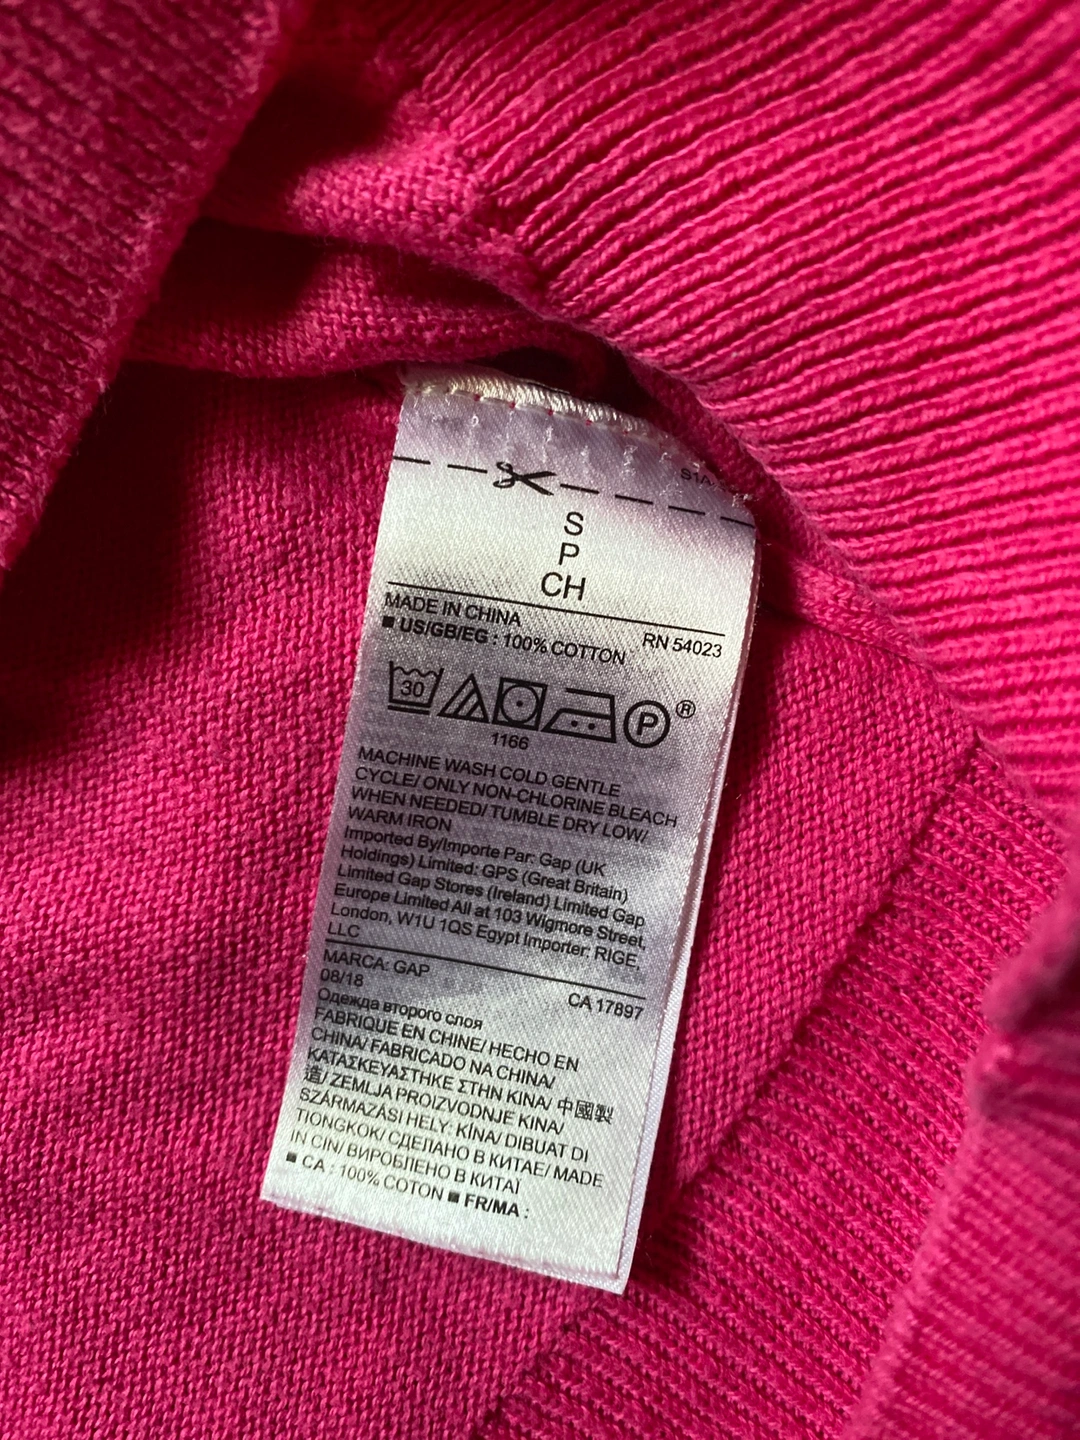 S1A
S
P
CH
MADE IN CHINA RN 54023
■ US/GB/EG : 100% COTTON
30 P ®
1166
MACHINE WASH COLD GENTLE
CYCLE/ ONLY NON-CHLORINE BLEACH
WHEN NEEDED/ TUMBLE DRY LOW/
WARM IRON
Imported By/Importe Par: Gap (UK
Holdings) Limited: GPS (Great Britain)
Limited Gap Stores (Ireland) Limited Gap
Europe Limited All at 103 Wigmore Street,
London, W1U 1QS Egypt Importer: RIGE,
LLC
MARCA: GAP
08/18 CA 17897
Одежда второго слоя
FABRIQUE EN CHINE/ HECHO EN
CHINA/ FABRICADO NA CHINA/
ΚΑΤΑΣΚΕΥΑΣΤΗΚΕ ΣΤΗΝ ΚΙΝΑ/ 中國製
造/ ZEMLJA PROIZVODNJE KINA/
SZÁRMAZÁSI HELY: KÍNA/ DIBUAT DI
TIONGKOK/ СДЕЛАНО В КИТАЕ/ MADE
IN CIN/ ВИРОБЛЕНО В КИТАЇ
■ CA : 100% COTON ■ FR/MA :